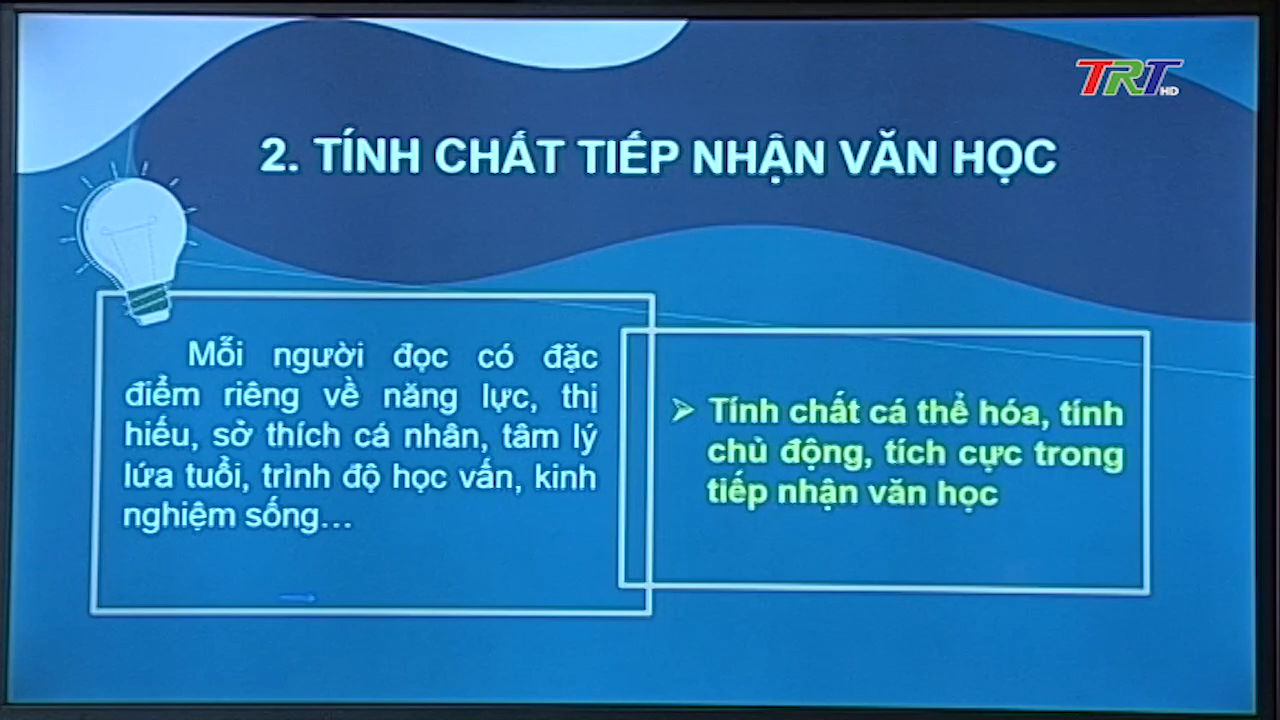 TRT HD
2. TÍNH CHẤT TIẾP NHẬN VĂN HỌC
Mỗi người đọc có đặc
điểm riêng về năng lực, thị
hiếu, sở thích cá nhân, tâm lý
lứa tuổi, trình độ học vấn, kinh
nghiệm sống...
➢ Tính chất cá thể hóa, tính
chủ động, tích cực trong
tiếp nhận văn học